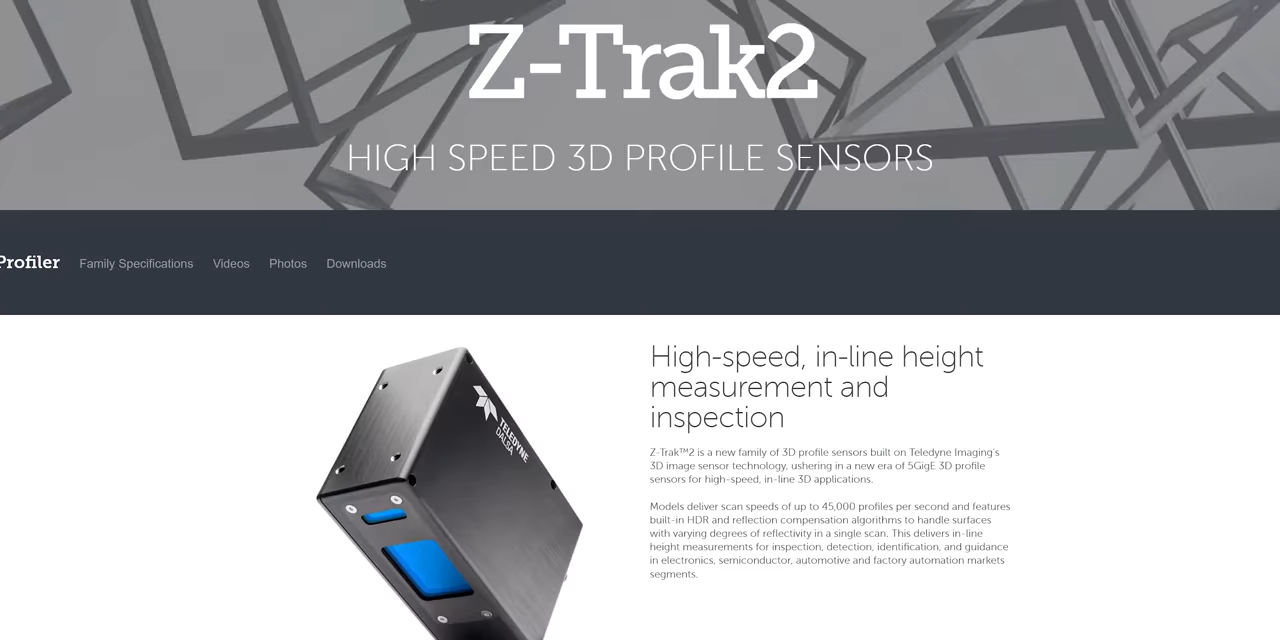 Z-Trak2
HIGH SPEED 3D PROFILE SENSORS
Profiler Family Specifications Videos Photos Downloads
TELEDYNE
DALSA
High-speed, in-line height
measurement and
inspection
Z-Trak™2 is a new family of 3D profile sensors built on Teledyne Imaging's
3D image sensor technology, ushering in a new era of 5GigE 3D profile
sensors for high-speed, in-line 3D applications.
Models deliver scan speeds of up to 45,000 profiles per second and features
built-in HDR and reflection compensation algorithms to handle surfaces
with varying degrees of reflectivity in a single scan. This delivers in-line
height measurements for inspection, detection, identification, and guidance
in electronics, semiconductor, automotive and factory automation markets
segments.